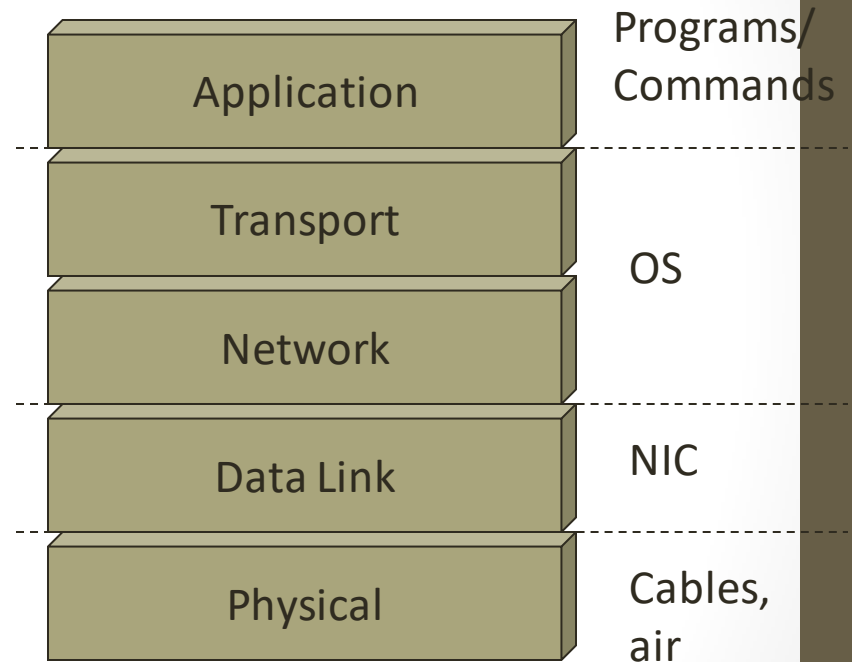 Programs/
Commands
Application
Transport
OS
Network
Data Link
NIC
Physical
Cables,
air